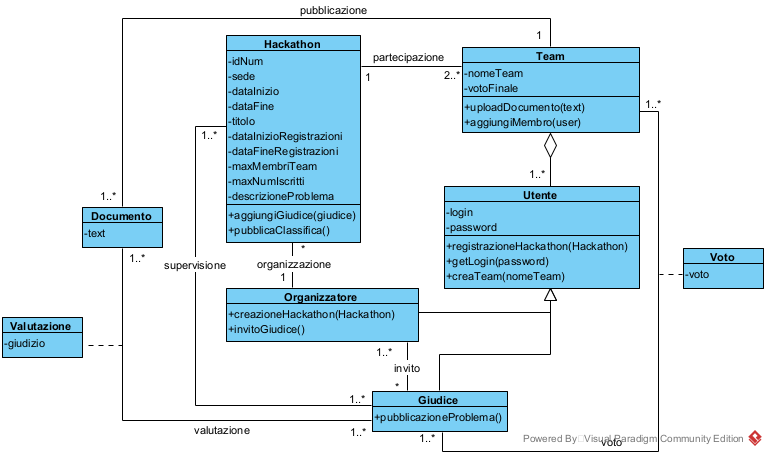 pubblicazione
Hackathon
-idNum
-sede
-dataInizio
-dataFine
-titolo
-dataInizioRegistrazioni
-dataFineRegistrazioni
-maxMembriTeam
-maxNumIscritti
-descrizioneProblema
+aggiungiGiudice(giudice)
+pubblicaClassifica()
partecipazione
1
2..*
1
Team
-nomeTeam
-votoFinale
+uploadDocumento(text)
+aggiungiMembro(user)
1..*
1..*
1..*
Utente
-login
-password
+registrazioneHackathon(Hackathon)
+getLogin(password)
+creaTeam(nomeTeam)
1..*
Documento
-text
1..*
supervisione
*
organizzazione
1
Organizzatore
+creazioneHackathon(Hackathon)
+invitoGiudice()
Voto
-voto
Valutazione
-giudizio
1..*
invito
*
1..*
Giudice
+pubblicazioneProblema()
valutazione
1..*
1..*
voto
Powered By Visual Paradigm Community Edition